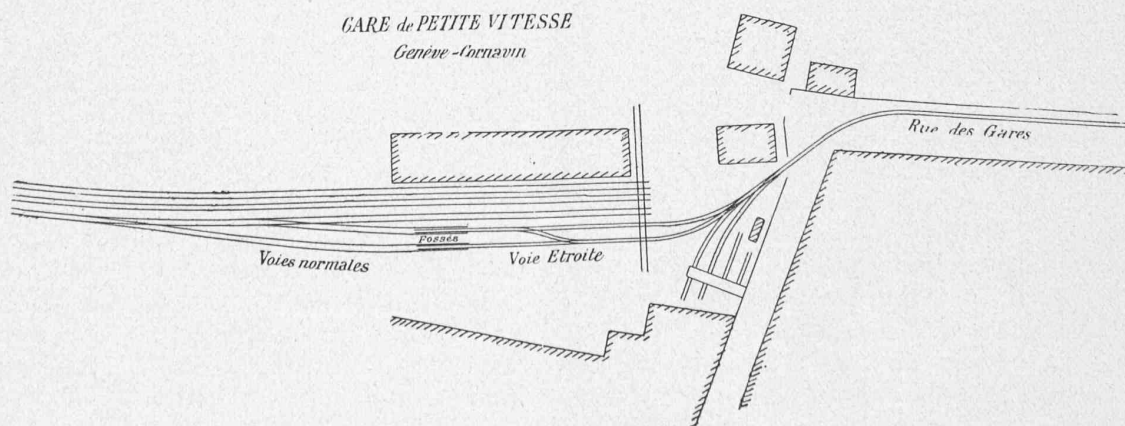 GARE de PETITE VITESSE
Genève-Cornavin
Rue des Gares
Fosses
Voies normales
Voie Etroite